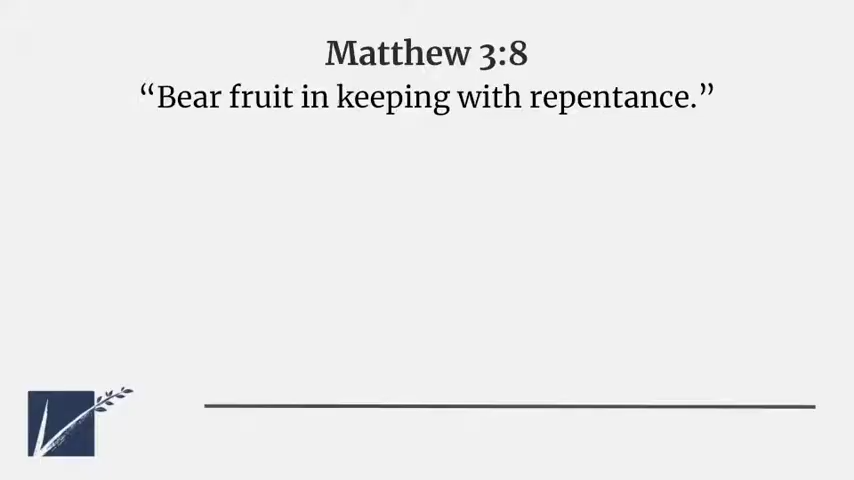 Matthew 3:8
“Bear fruit in keeping with repentance.”